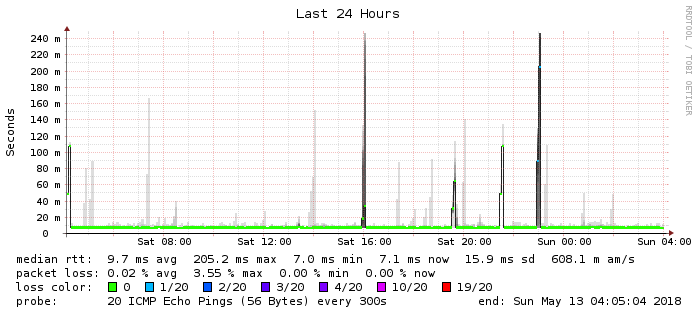 Last 24 Hours
RRDTOOL / TOBI OETIKER
Seconds
240 m
220 m
200 m
180 m
160 m
140 m
120 m
100 m
80 m
60 m
40 m
20 m
0
Sat 08:00 Sat 12:00 Sat 16:00 Sat 20:00 Sun 00:00 Sun 04:00
median rtt: 9.7 ms avg 205.2 ms max 7.0 ms min 7.1 ms now 15.9 ms sd 608.1 m am/s
packet loss: 0.02 % avg 3.55 % max 0.00 % min 0.00 % now
loss color: 0 1/20 2/20 3/20 4/20 10/20 19/20
probe: 20 ICMP Echo Pings (56 Bytes) every 300s end: Sun May 13 04:05:04 2018